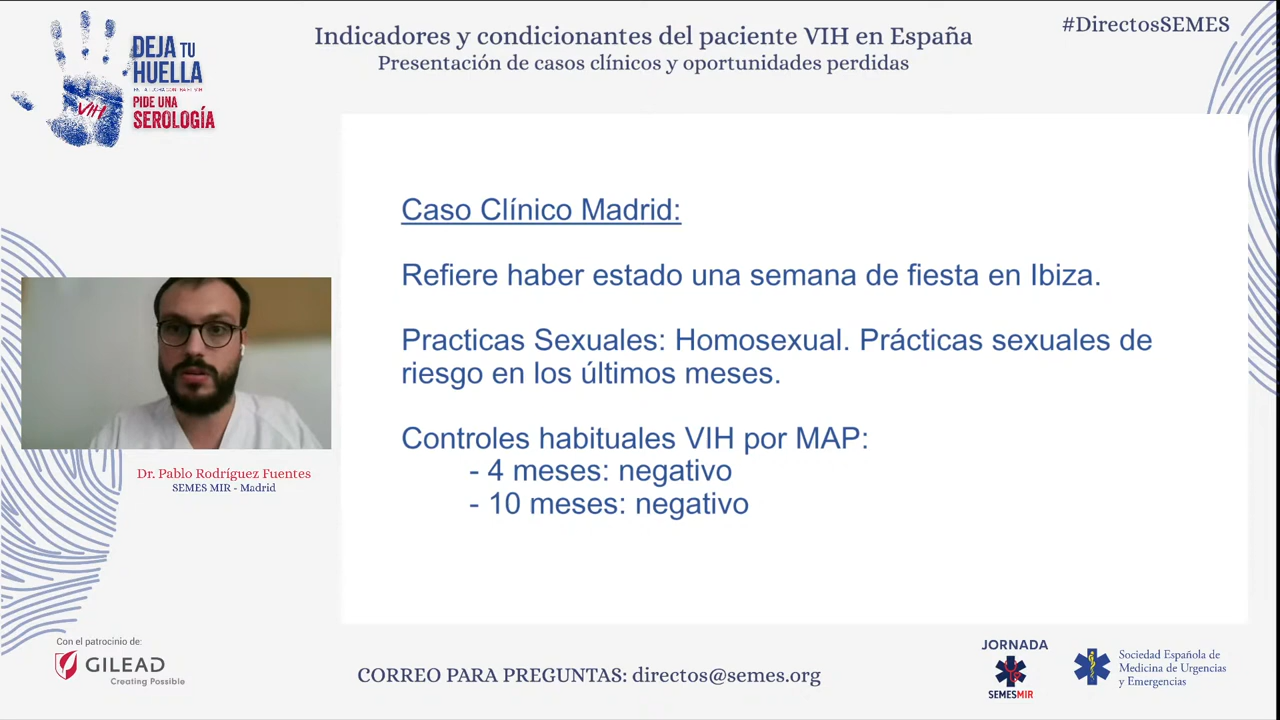 Indicadores y condicionantes del paciente VIH en España
Presentación de casos clínicos y oportunidades perdidas
#DirectosSEMES
DEJA TU
HUELLA
EN LA LUCHA CONTRA EL VIH
PIDE UNA
SEROLOGÍA
VIH
Caso Clínico Madrid:
Refiere haber estado una semana de fiesta en Ibiza.
Practicas Sexuales: Homosexual. Prácticas sexuales de
riesgo en los últimos meses.
Controles habituales VIH por MAP:
- 4 meses: negativo
- 10 meses: negativo
Dr. Pablo Rodríguez Fuentes
SEMES MIR - Madrid
Con el patrocinio de:
GILEAD
Creating Possible
CORREO PARA PREGUNTAS: directos@semes.org
JORNADA
SEMESMIR
Sociedad Española de
Medicina de Urgencias
y Emergencias